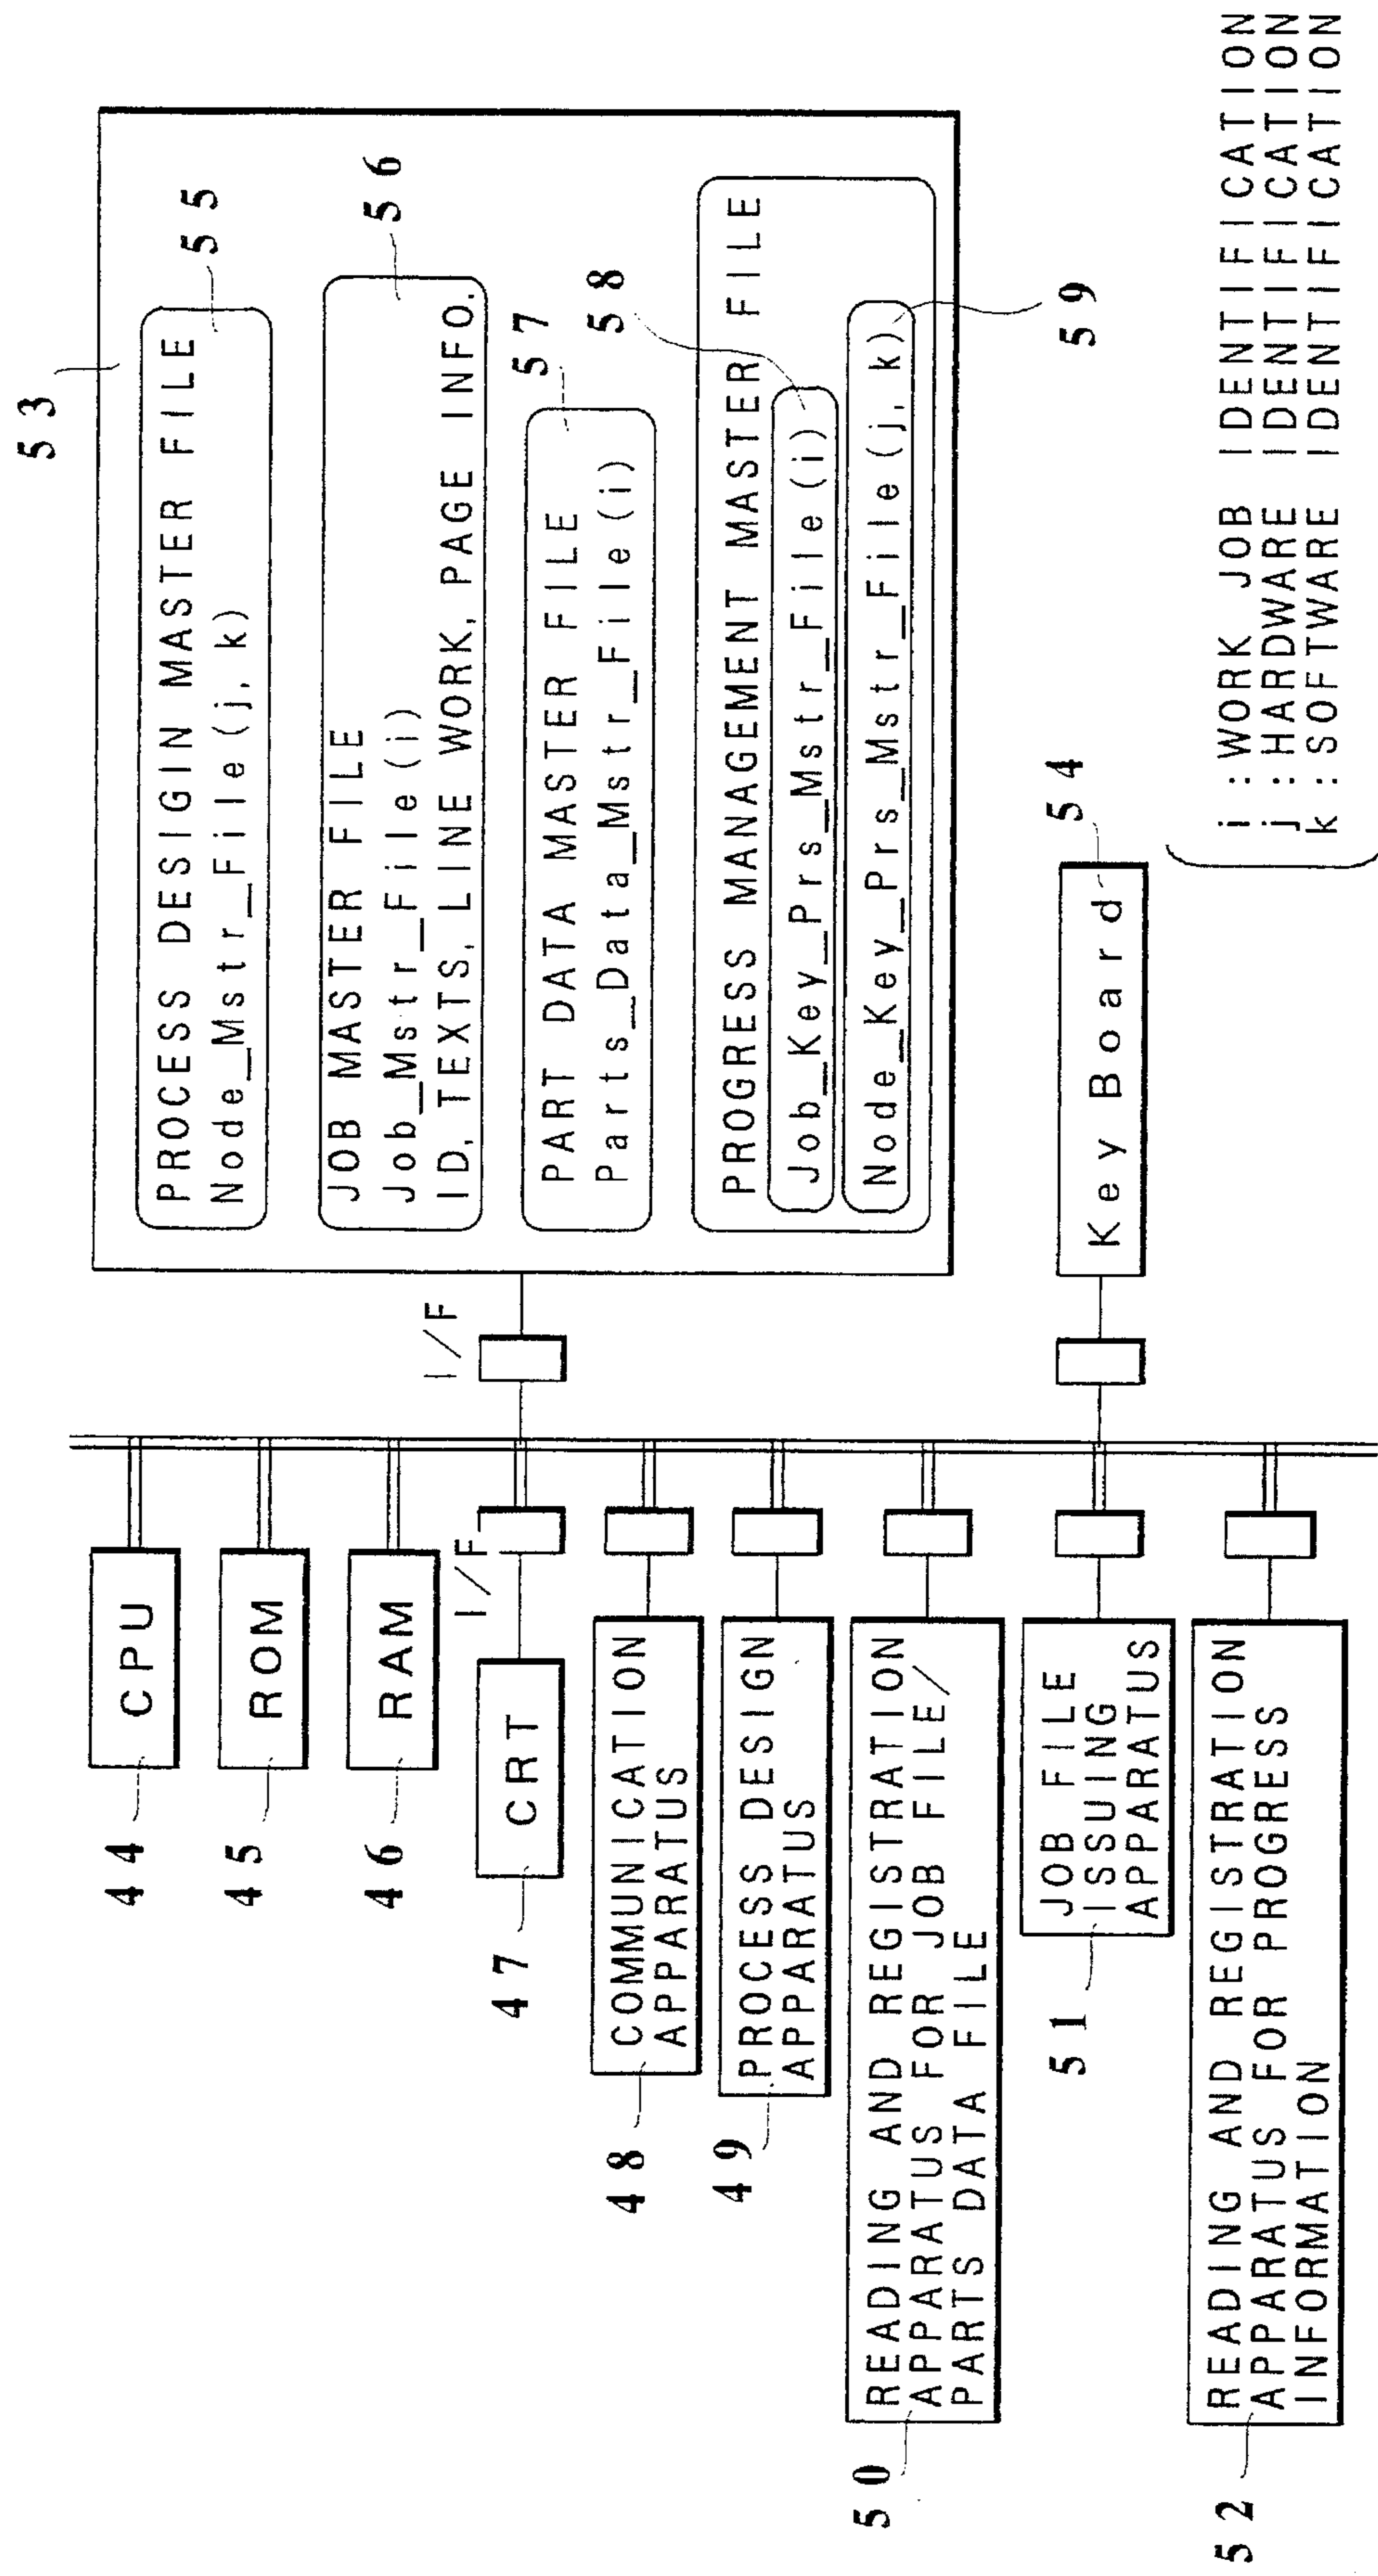 CPU
44
ROM
45
RAM
46
I/F
CRT
47
COMMUNICATION
APPARATUS
48
PROCESS DESIGN
APPARATUS
49
READING AND REGISTRATION
APPARATUS FOR JOB FILE/
PARTS DATA FILE
50
JOB FILE
ISSUING
APPARATUS
51
READING AND REGISTRATION
APPARATUS FOR PROGRESS
INFORMATION
52
I/F
53
PROCESS DESIGIN MASTER FILE
Node_Mstr_File(j, k)
55
JOB MASTER FILE
Job_Mstr_File(i)
ID, TEXTS, LINE WORK, PAGE INFO.
56
PART DATA MASTER FILE
Parts_Data_Mstr_File(i)
57
PROGRESS MANAGEMENT MASTER FILE
Job_Key_Prs_Mstr_File(i)
58
Node_Key_Prs_Mstr_File(j, k)
59
Key Board
54
i :WORK JOB IDENTIFICATION
j :HARDWARE IDENTIFICATION
k :SOFTWARE IDENTIFICATION